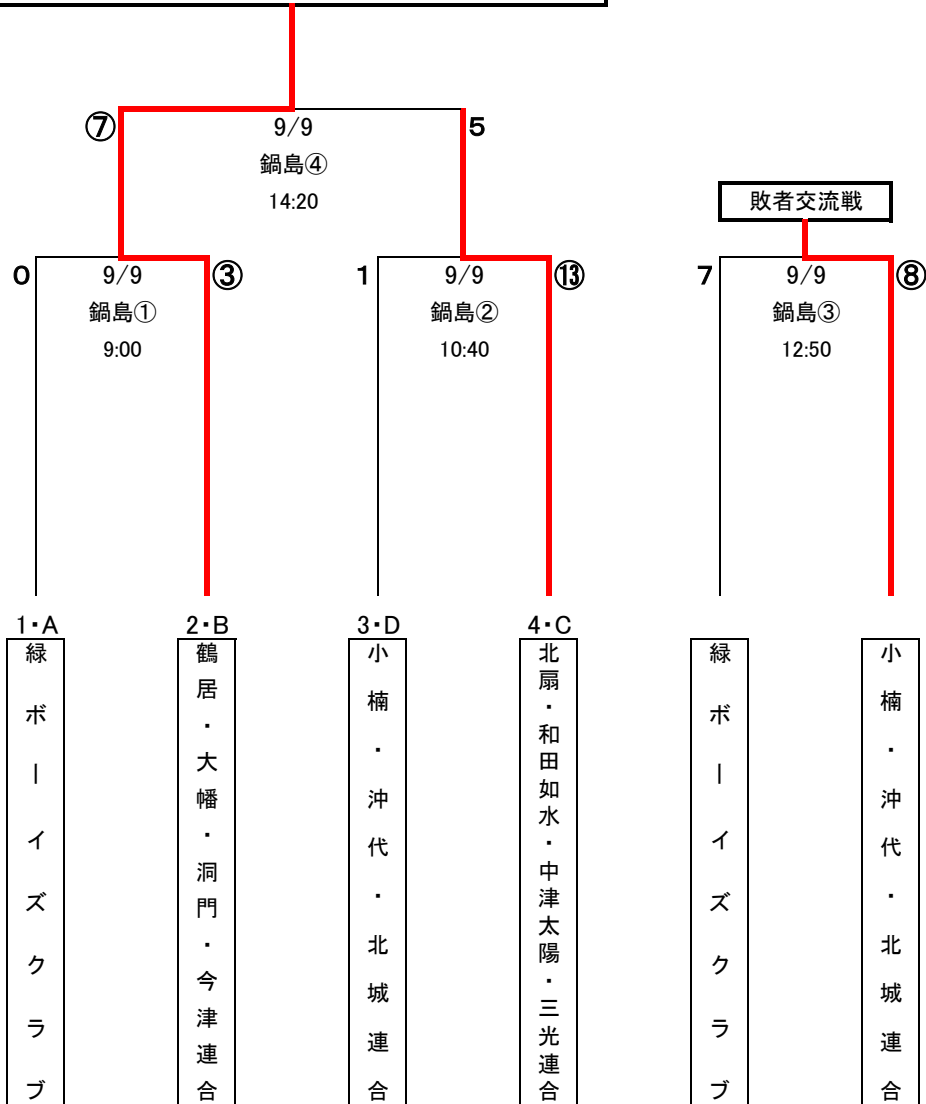 ⑦
9/9
5
鍋島④
14:20
敗者交流戦
0
9/9
③
1
9/9
⑬
7
9/9
⑧
鍋島①
鍋島②
鍋島③
9:00
10:40
12:50
1・A
2・B
3・D
4・C
緑ボーイズクラブ
鶴居・大幡・洞門・今津連合
小楠・沖代・北城連合
北扇・和田如水・中津太陽・三光連合
緑ボーイズクラブ
小楠・沖代・北城連合